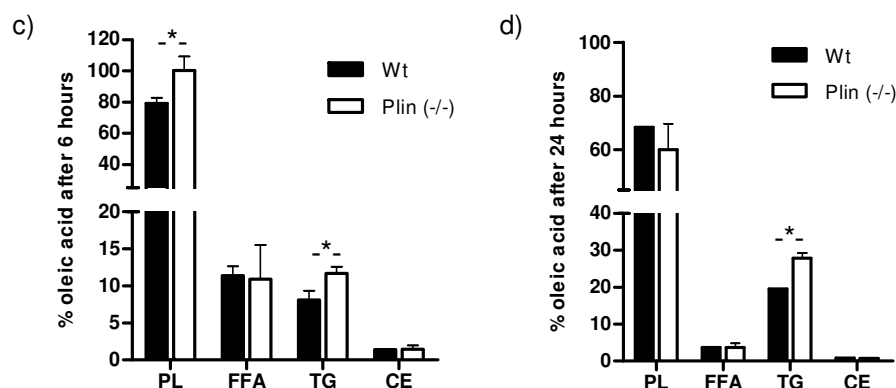 c)
% oleic acid after 6 hours
120
100
80
60
40
20
15
10
5
0
- * -
- * -
Wt
Plin (-/-)
PL FFA TG CE
d)
% oleic acid after 24 hours
100
80
60
40
30
20
10
0
- * -
Wt
Plin (-/-)
PL FFA TG CE